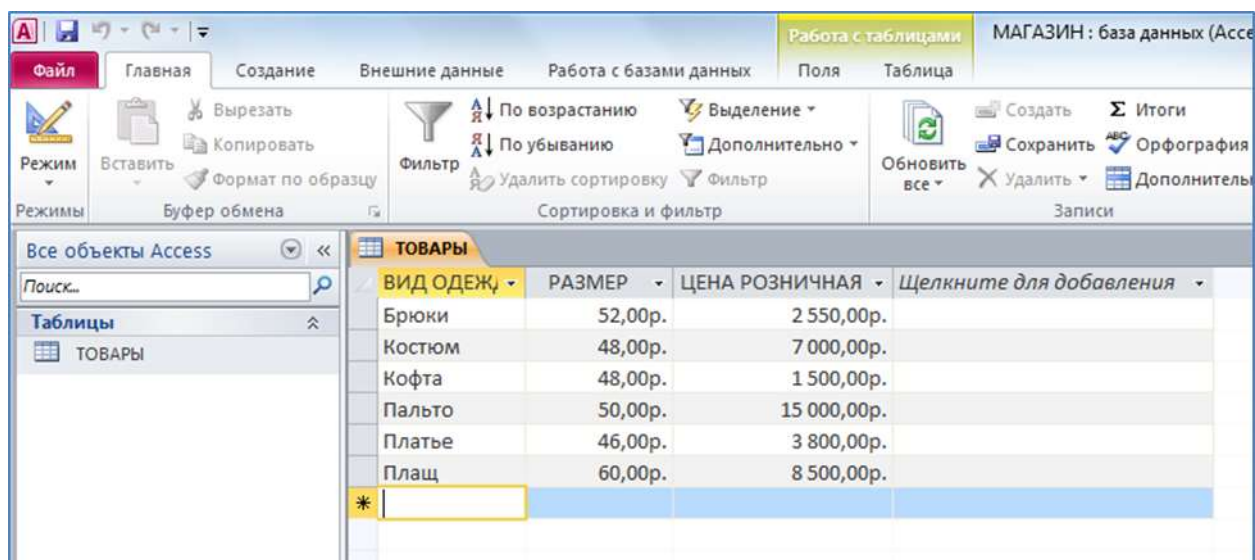 Работа с таблицами МАГАЗИН : база данных (Acce
Файл Главная Создание Внешние данные Работа с базами данных Поля Таблица
Режим
Вставить
Вырезать
Копировать
Формат по образцу
Фильтр
По возрастанию
По убыванию
Удалить сортировку
Выделение
Дополнительно
Фильтр
Обновить
все
Создать
Сохранить
Удалить
Итоги
Орфография
Дополнитель
Режимы Буфер обмена Сортировка и фильтр Записи
Все объекты Access
Поиск...
Таблицы
ТОВАРЫ
ТОВАРЫ
ВИД ОДЕЖ РАЗМЕР ЦЕНА РОЗНИЧНАЯ Щелкните для добавления
Брюки 52,00р. 2 550,00р.
Костюм 48,00р. 7 000,00р.
Кофта 48,00р. 1 500,00р.
Пальто 50,00р. 15 000,00р.
Платье 46,00р. 3 800,00р.
Плащ 60,00р. 8 500,00р.